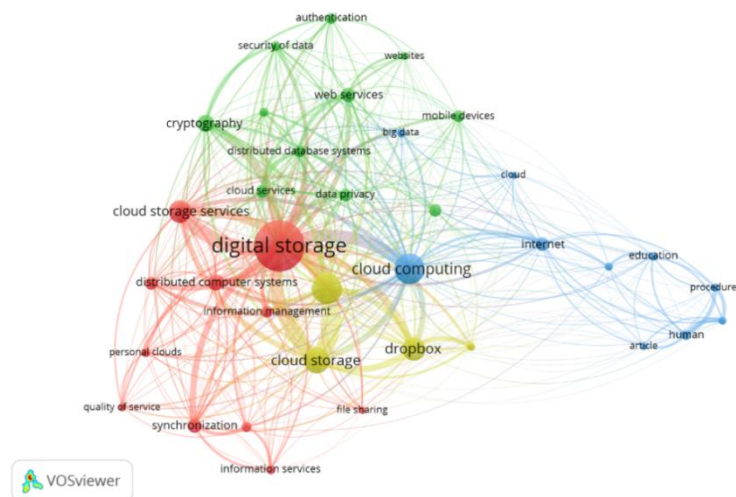 authentication
security of data
websites
web services
cryptography
mobile devices
big data
distributed database systems
cloud
cloud services
data privacy
cloud storage services
digital storage
internet
education
cloud computing
distributed computer systems
procedure
information management
human
article
personal clouds
cloud storage
dropbox
quality of service
file sharing
synchronization
information services
VOSviewer